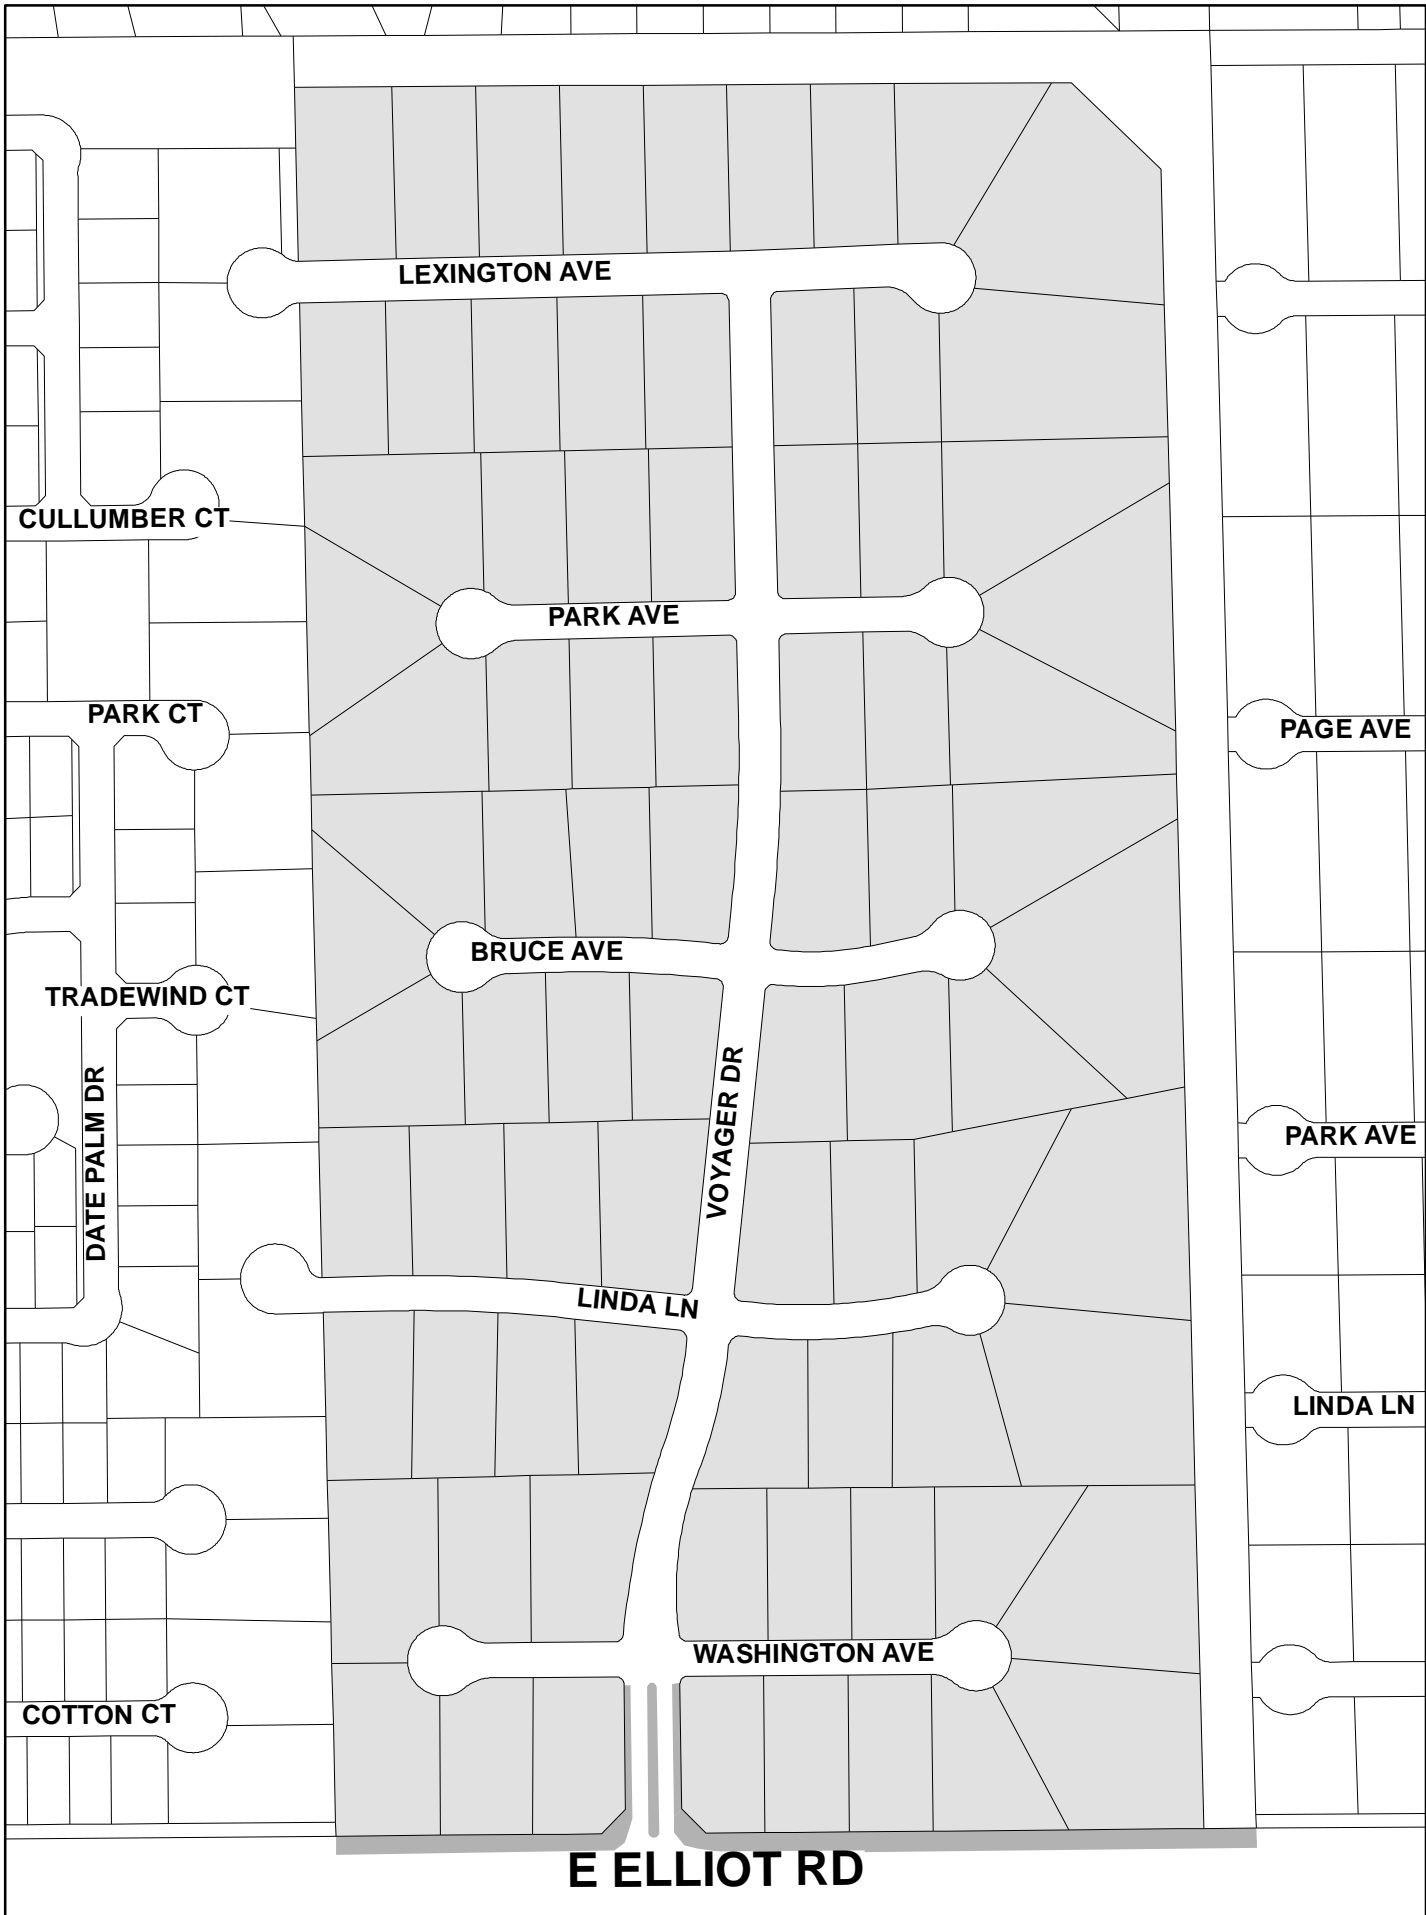 LEXINGTON AVE
CULLUMBER CT
PARK AVE
PARK CT
PAGE AVE
BRUCE AVE
TRADEWIND CT
VOYAGER DR
DATE PALM DR
PARK AVE
LINDA LN
LINDA LN
WASHINGTON AVE
COTTON CT
E ELLIOT RD